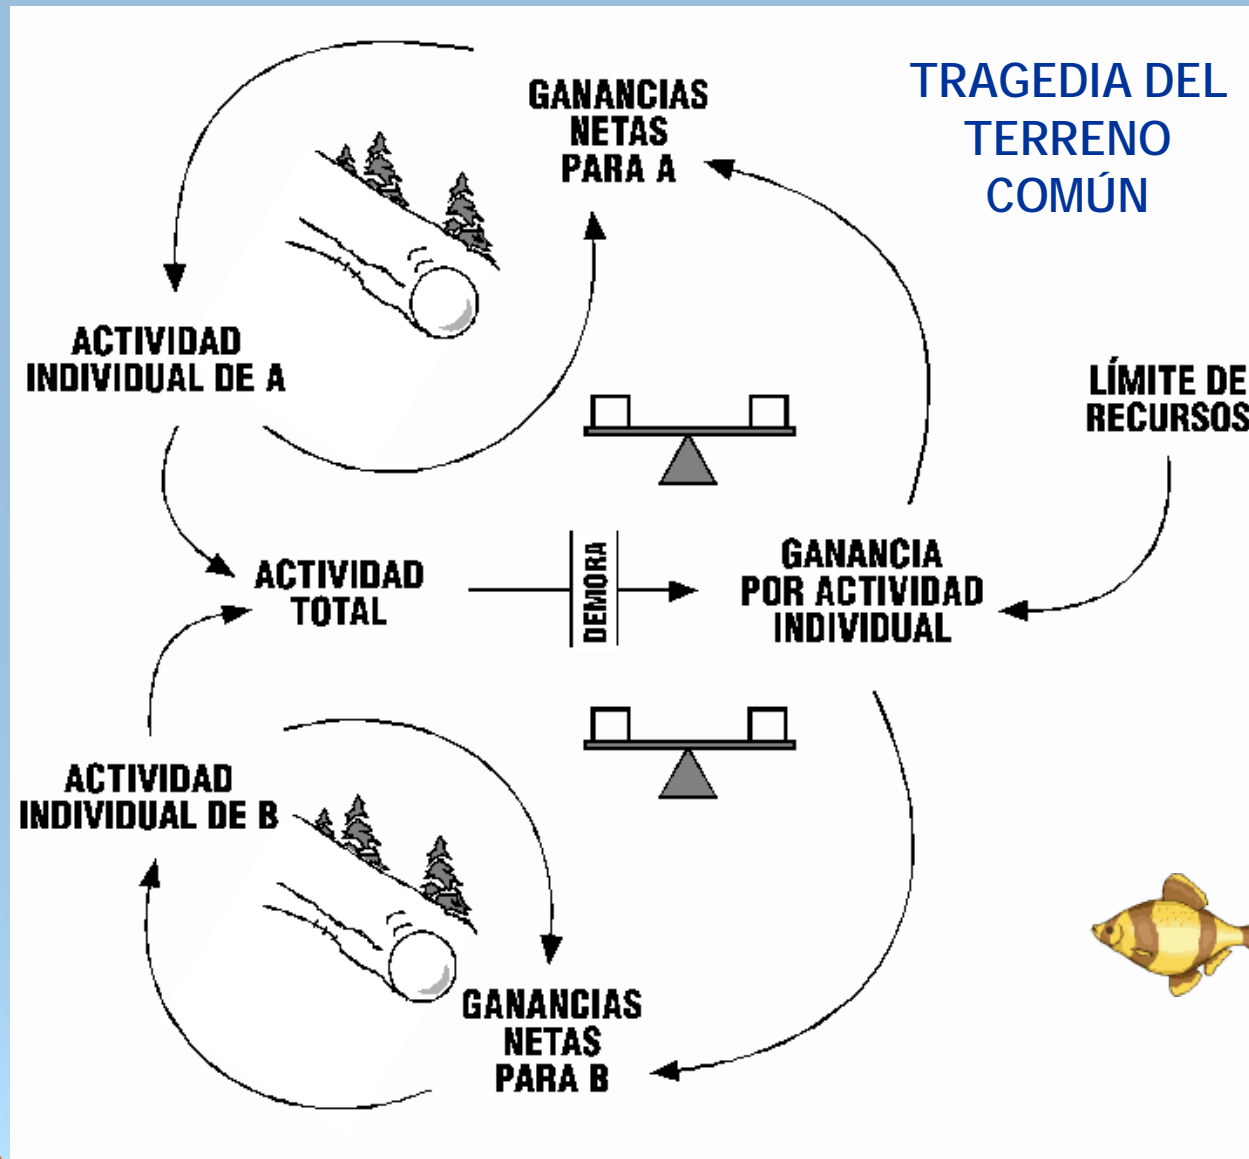 TRAGEDIA DEL
TERRENO
COMÚN
GANANCIAS
NETAS
PARA A
ACTIVIDAD
INDIVIDUAL DE A
LÍMITE DE
RECURSOS
ACTIVIDAD
TOTAL
DEMORA
GANANCIA
POR ACTIVIDAD
INDIVIDUAL
ACTIVIDAD
INDIVIDUAL DE B
GANANCIAS
NETAS
PARA B